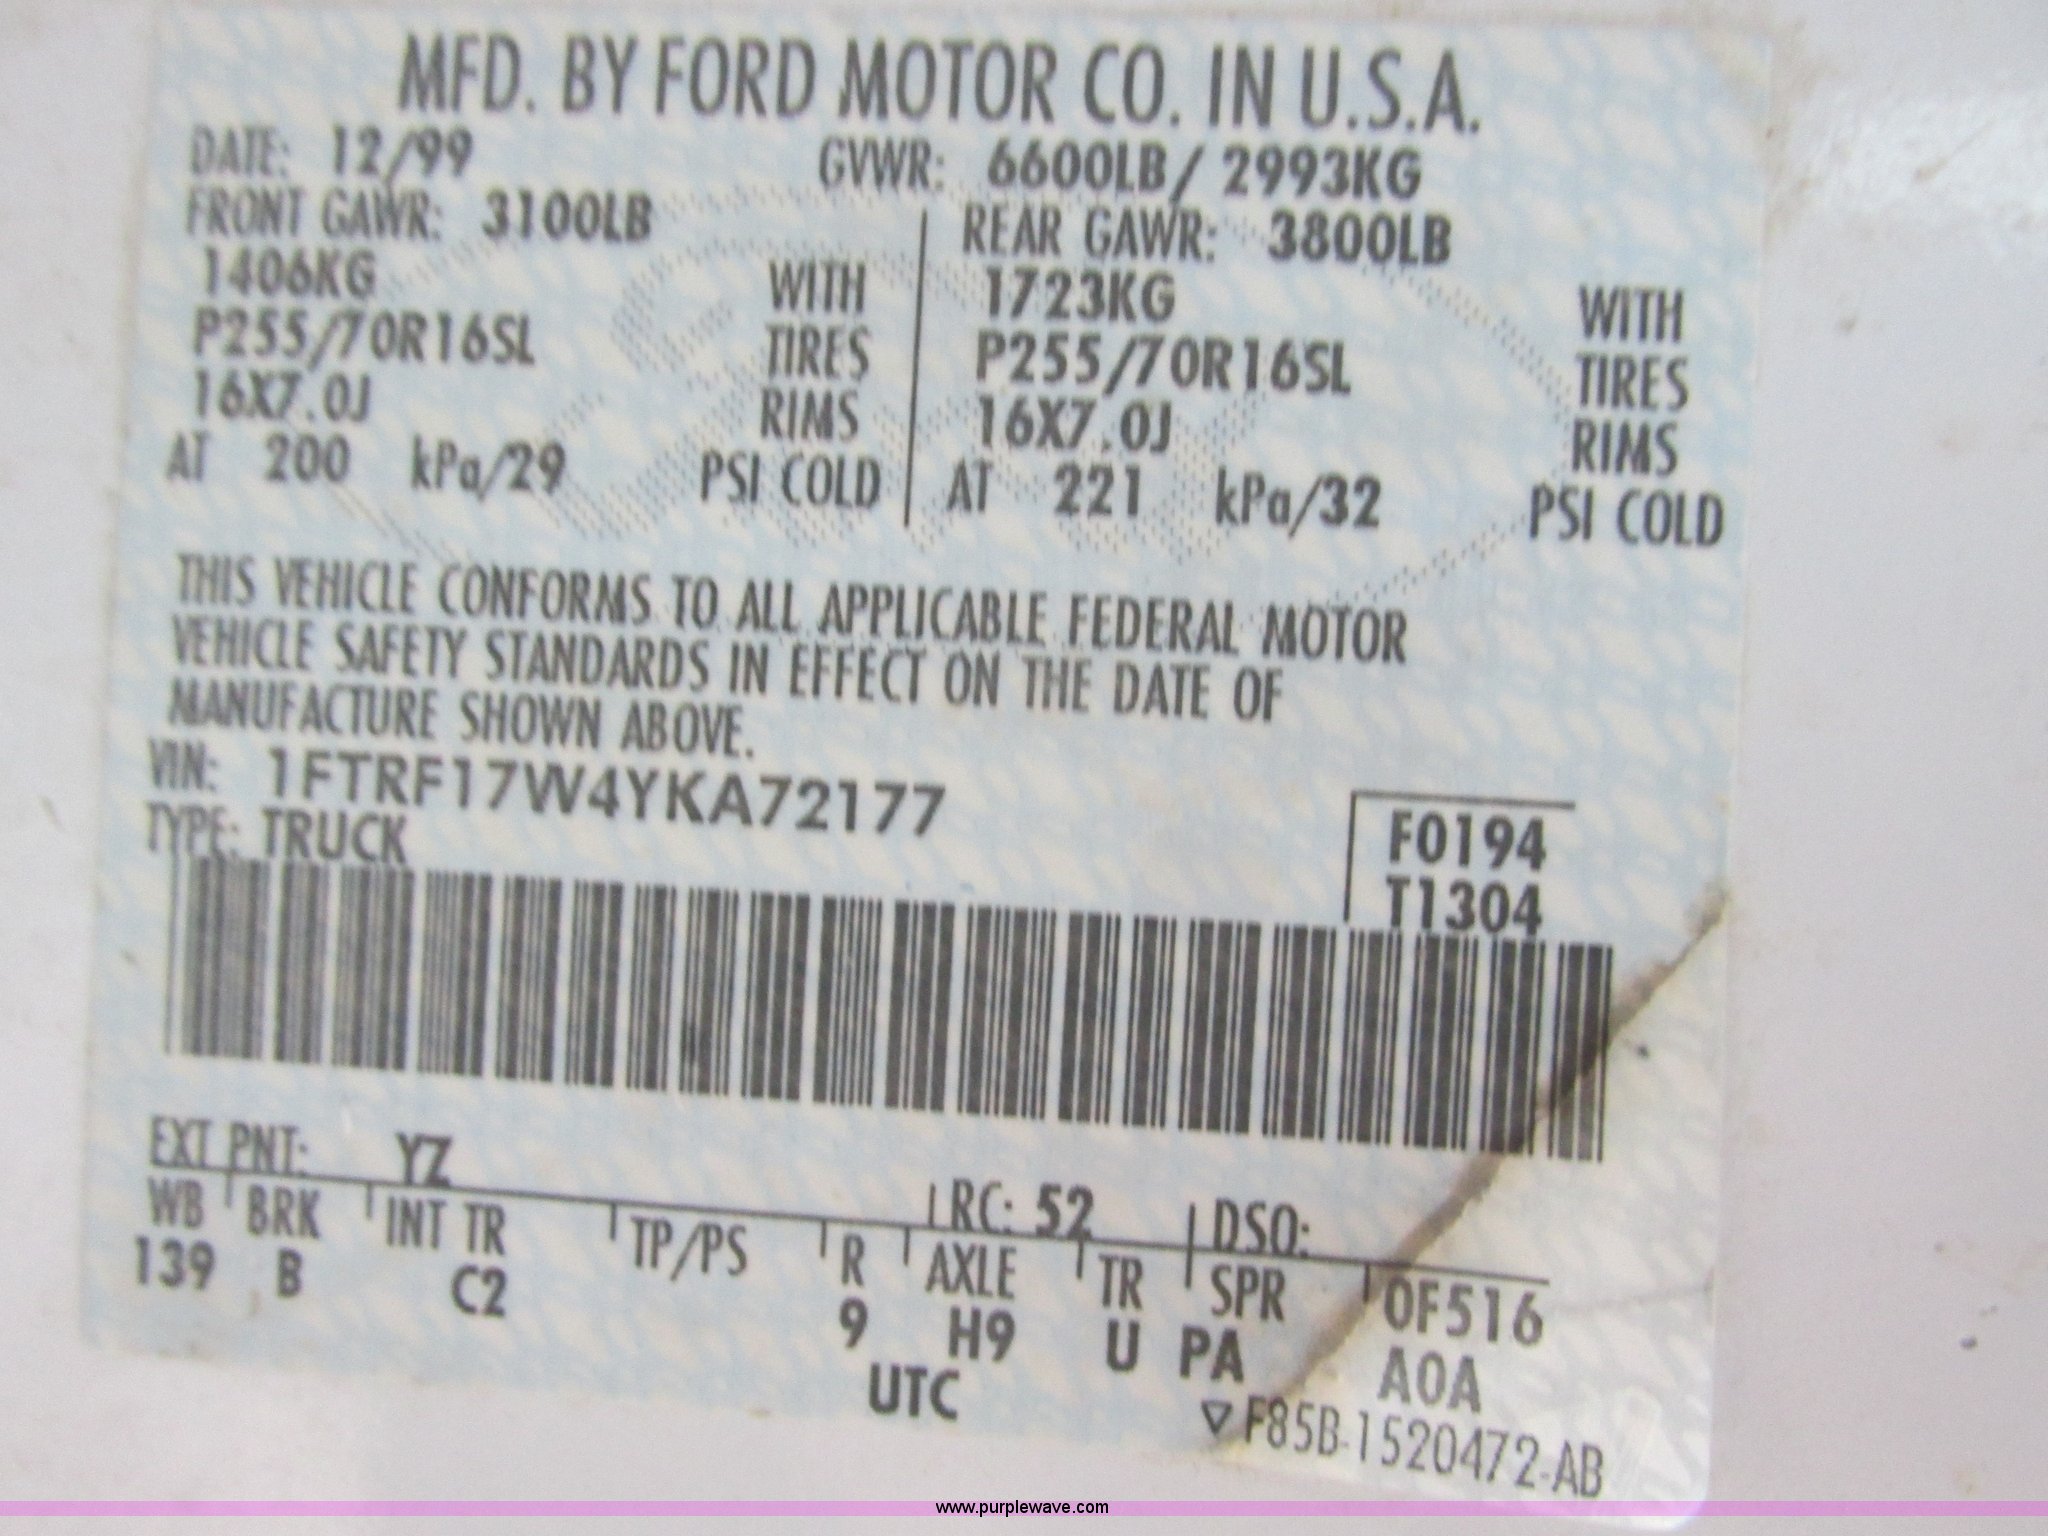 MFD. BY FORD MOTOR CO. IN U.S.A.
DATE: 12/99 GVWR: 6600LB/ 2993KG
FRONT GAWR: 3100LB REAR GAWR: 3800LB
1406KG WITH 1723KG WITH
P255/70R16SL TIRES P255/70R16SL TIRES
16X7.0J RIMS 16X7.0J RIMS
AT 200 kPa/29 PSI COLD AT 221 kPa/32 PSI COLD
THIS VEHICLE CONFORMS TO ALL APPLICABLE FEDERAL MOTOR
VEHICLE SAFETY STANDARDS IN EFFECT ON THE DATE OF
MANUFACTURE SHOWN ABOVE.
VIN: 1FTRF17W4YKA72177
TYPE: TRUCK
F0194
T1304
EXT PNT: YZ RC: 52 DSO:
WB BRK INT TR TP/PS R AXLE TR SPR 0F516
139 B C2 9 H9 U PA A0A
UTC
▽ F85B-1520472-AB
www.purplewave.com